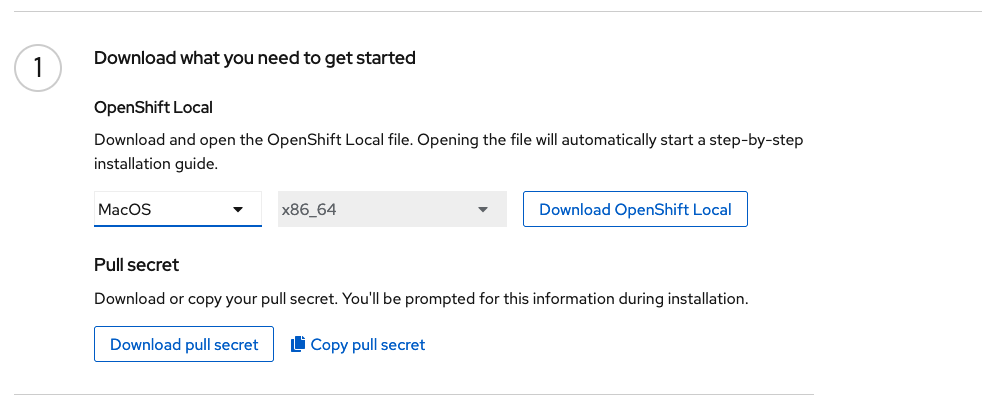 1
Download what you need to get started
OpenShift Local
Download and open the OpenShift Local file. Opening the file will automatically start a step-by-step
installation guide.
MacOS
x86_64
Download OpenShift Local
Pull secret
Download or copy your pull secret. You'll be prompted for this information during installation.
Download pull secret
Copy pull secret